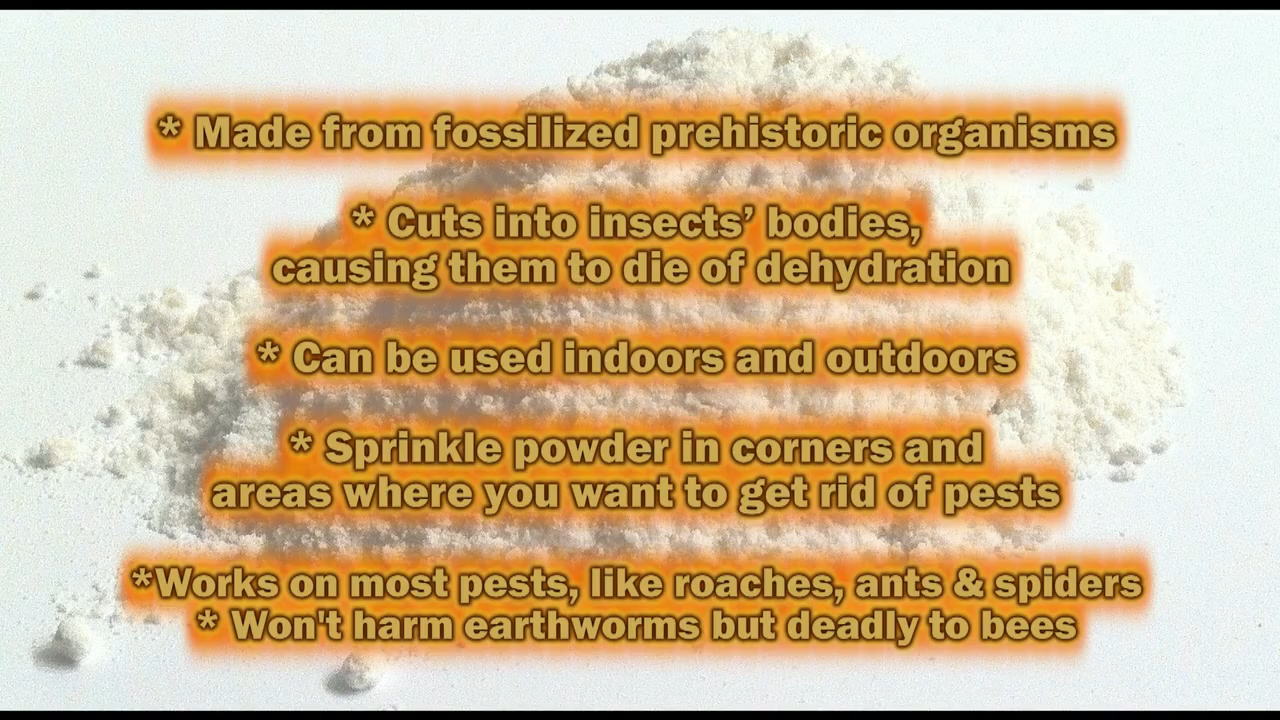 * Made from fossilized prehistoric organisms
* Cuts into insects’ bodies,
causing them to die of dehydration
* Can be used indoors and outdoors
* Sprinkle powder in corners and
areas where you want to get rid of pests
*Works on most pests, like roaches, ants & spiders
* Won't harm earthworms but deadly to bees